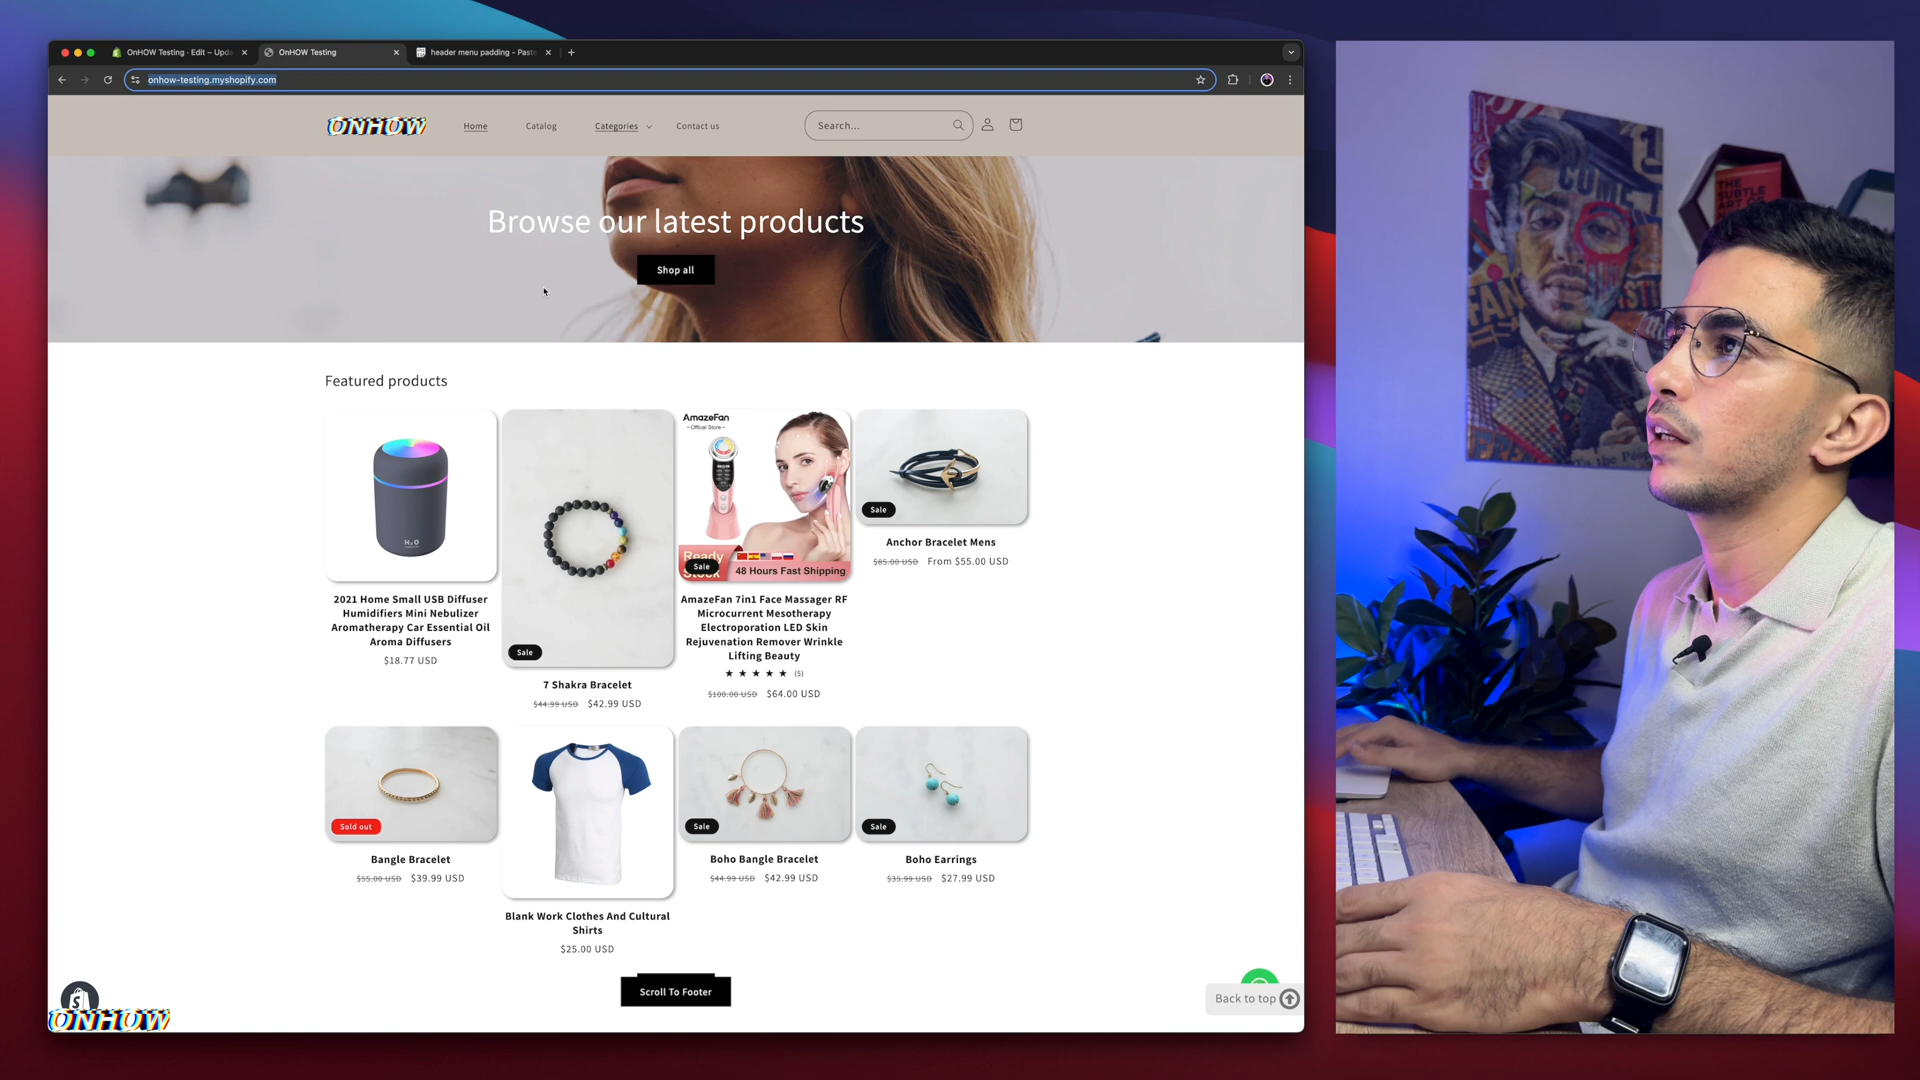 OnHOW Testing · Edit – Upda
OnHOW Testing
header menu padding - Paste
onhow-testing.myshopify.com
ONHOW
Home
Catalog
Categories
Contact us
Search...
Browse our latest products
Shop all
Featured products
AmazeFan
~Official Store~
H₂O
Ready
Stock
Sale
48 Hours Fast Shipping
Sale
Anchor Bracelet Mens
$85.00 USD From $55.00 USD
2021 Home Small USB Diffuser
Humidifiers Mini Nebulizer
Aromatherapy Car Essential Oil
Aroma Diffusers
$18.77 USD
Sale
7 Shakra Bracelet
$44.99 USD $42.99 USD
AmazeFan 7in1 Face Massager RF
Microcurrent Mesotherapy
Electroporation LED Skin
Rejuvenation Remover Wrinkle
Lifting Beauty
(5)
$100.00 USD $64.00 USD
Sold out
Bangle Bracelet
$55.00 USD $39.99 USD
Blank Work Clothes And Cultural
Shirts
$25.00 USD
Sale
Boho Bangle Bracelet
$44.99 USD $42.99 USD
Sale
Boho Earrings
$35.99 USD $27.99 USD
Scroll To Footer
Back to top
ONHOW
THE
SUBTLE
ART OF
COME
FAN